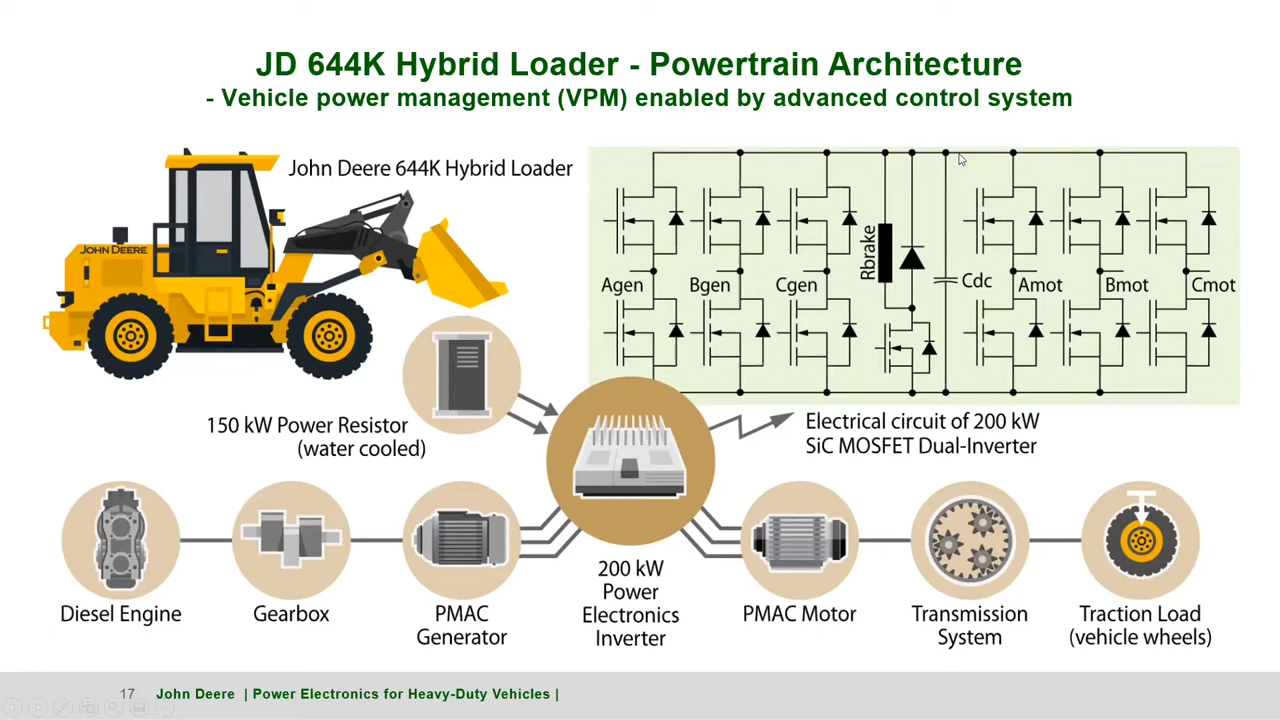 JD 644K Hybrid Loader - Powertrain Architecture
- Vehicle power management (VPM) enabled by advanced control system
John Deere 644K Hybrid Loader
JOHN DEERE
Rbrake
Agen
Bgen
Cgen
Cdc
Amot
Bmot
Cmot
150 kW Power Resistor
(water cooled)
Electrical circuit of 200 kW
SiC MOSFET Dual-Inverter
Diesel Engine
Gearbox
PMAC
Generator
200 kW
Power
Electronics
Inverter
PMAC Motor
Transmission
System
Traction Load
(vehicle wheels)
17 John Deere | Power Electronics for Heavy-Duty Vehicles |